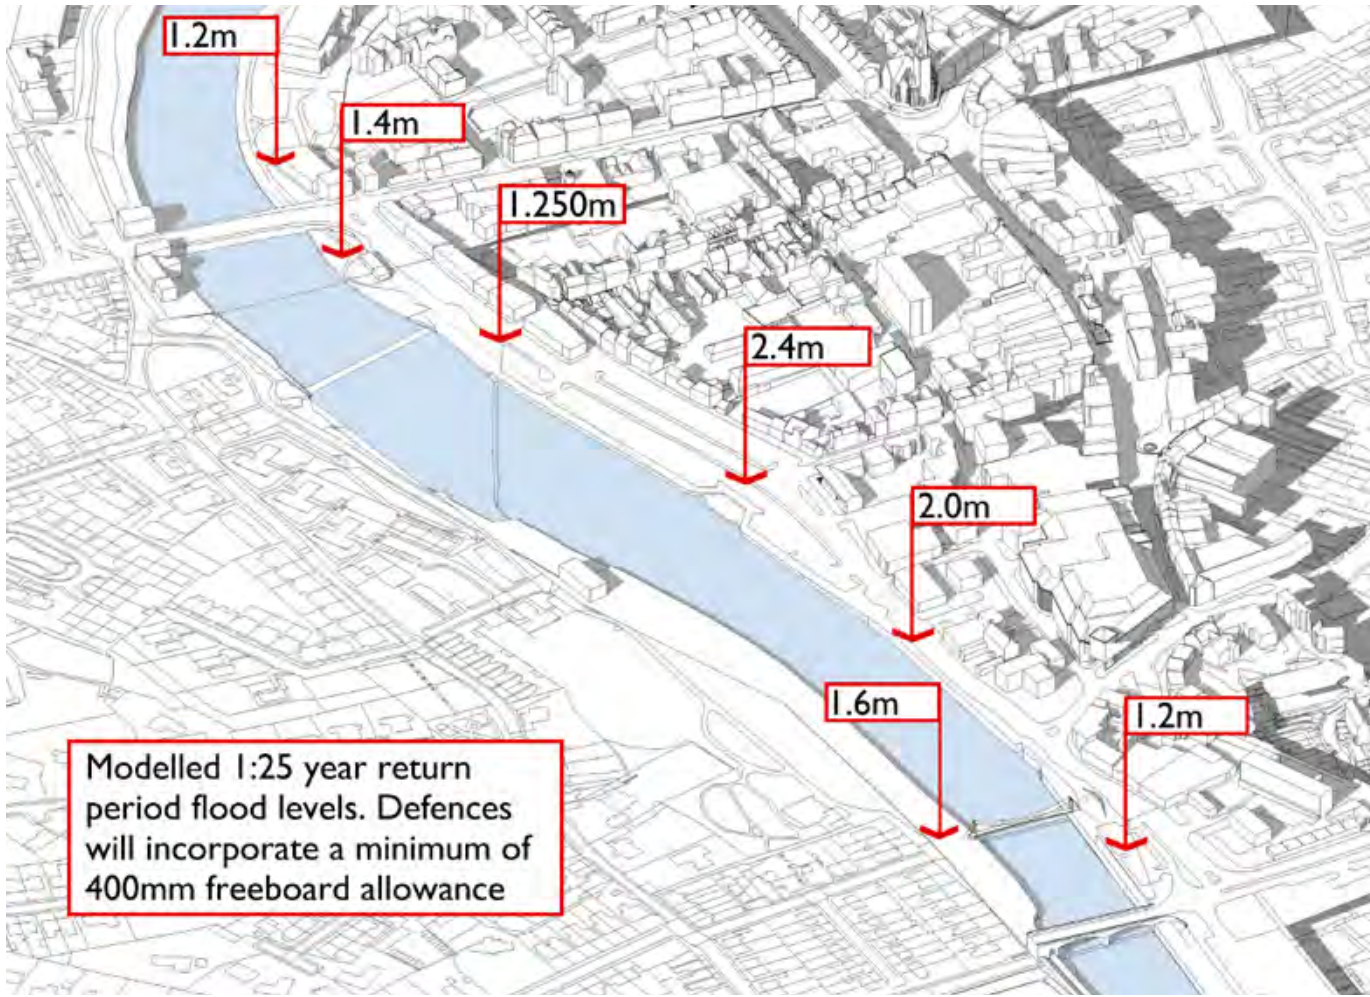 1.2m
1.4m
1.250m
2.4m
2.0m
1.6m
1.2m
Modelled 1:25 year return
period flood levels. Defences
will incorporate a minimum of
400mm freeboard allowance